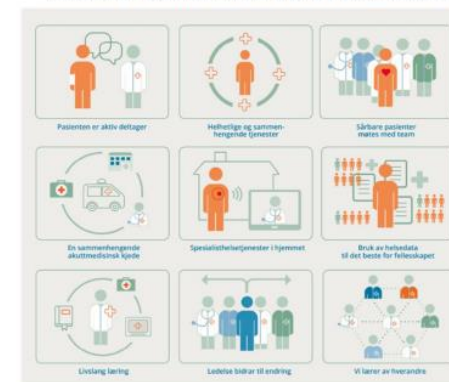 Pasienten er aktiv deltager
Helhetlige og sammen-
hengende tjenester
Sårbare pasienter
møtes med team
En sammenhengende
akuttmedisinsk kjede
Spesialisthelsetjenester i hjemmet
Bruk av helsedata
til det beste for fellesskapet
Livslang læring
Ledelse bidrar til endring
Vi lærer av hverandre